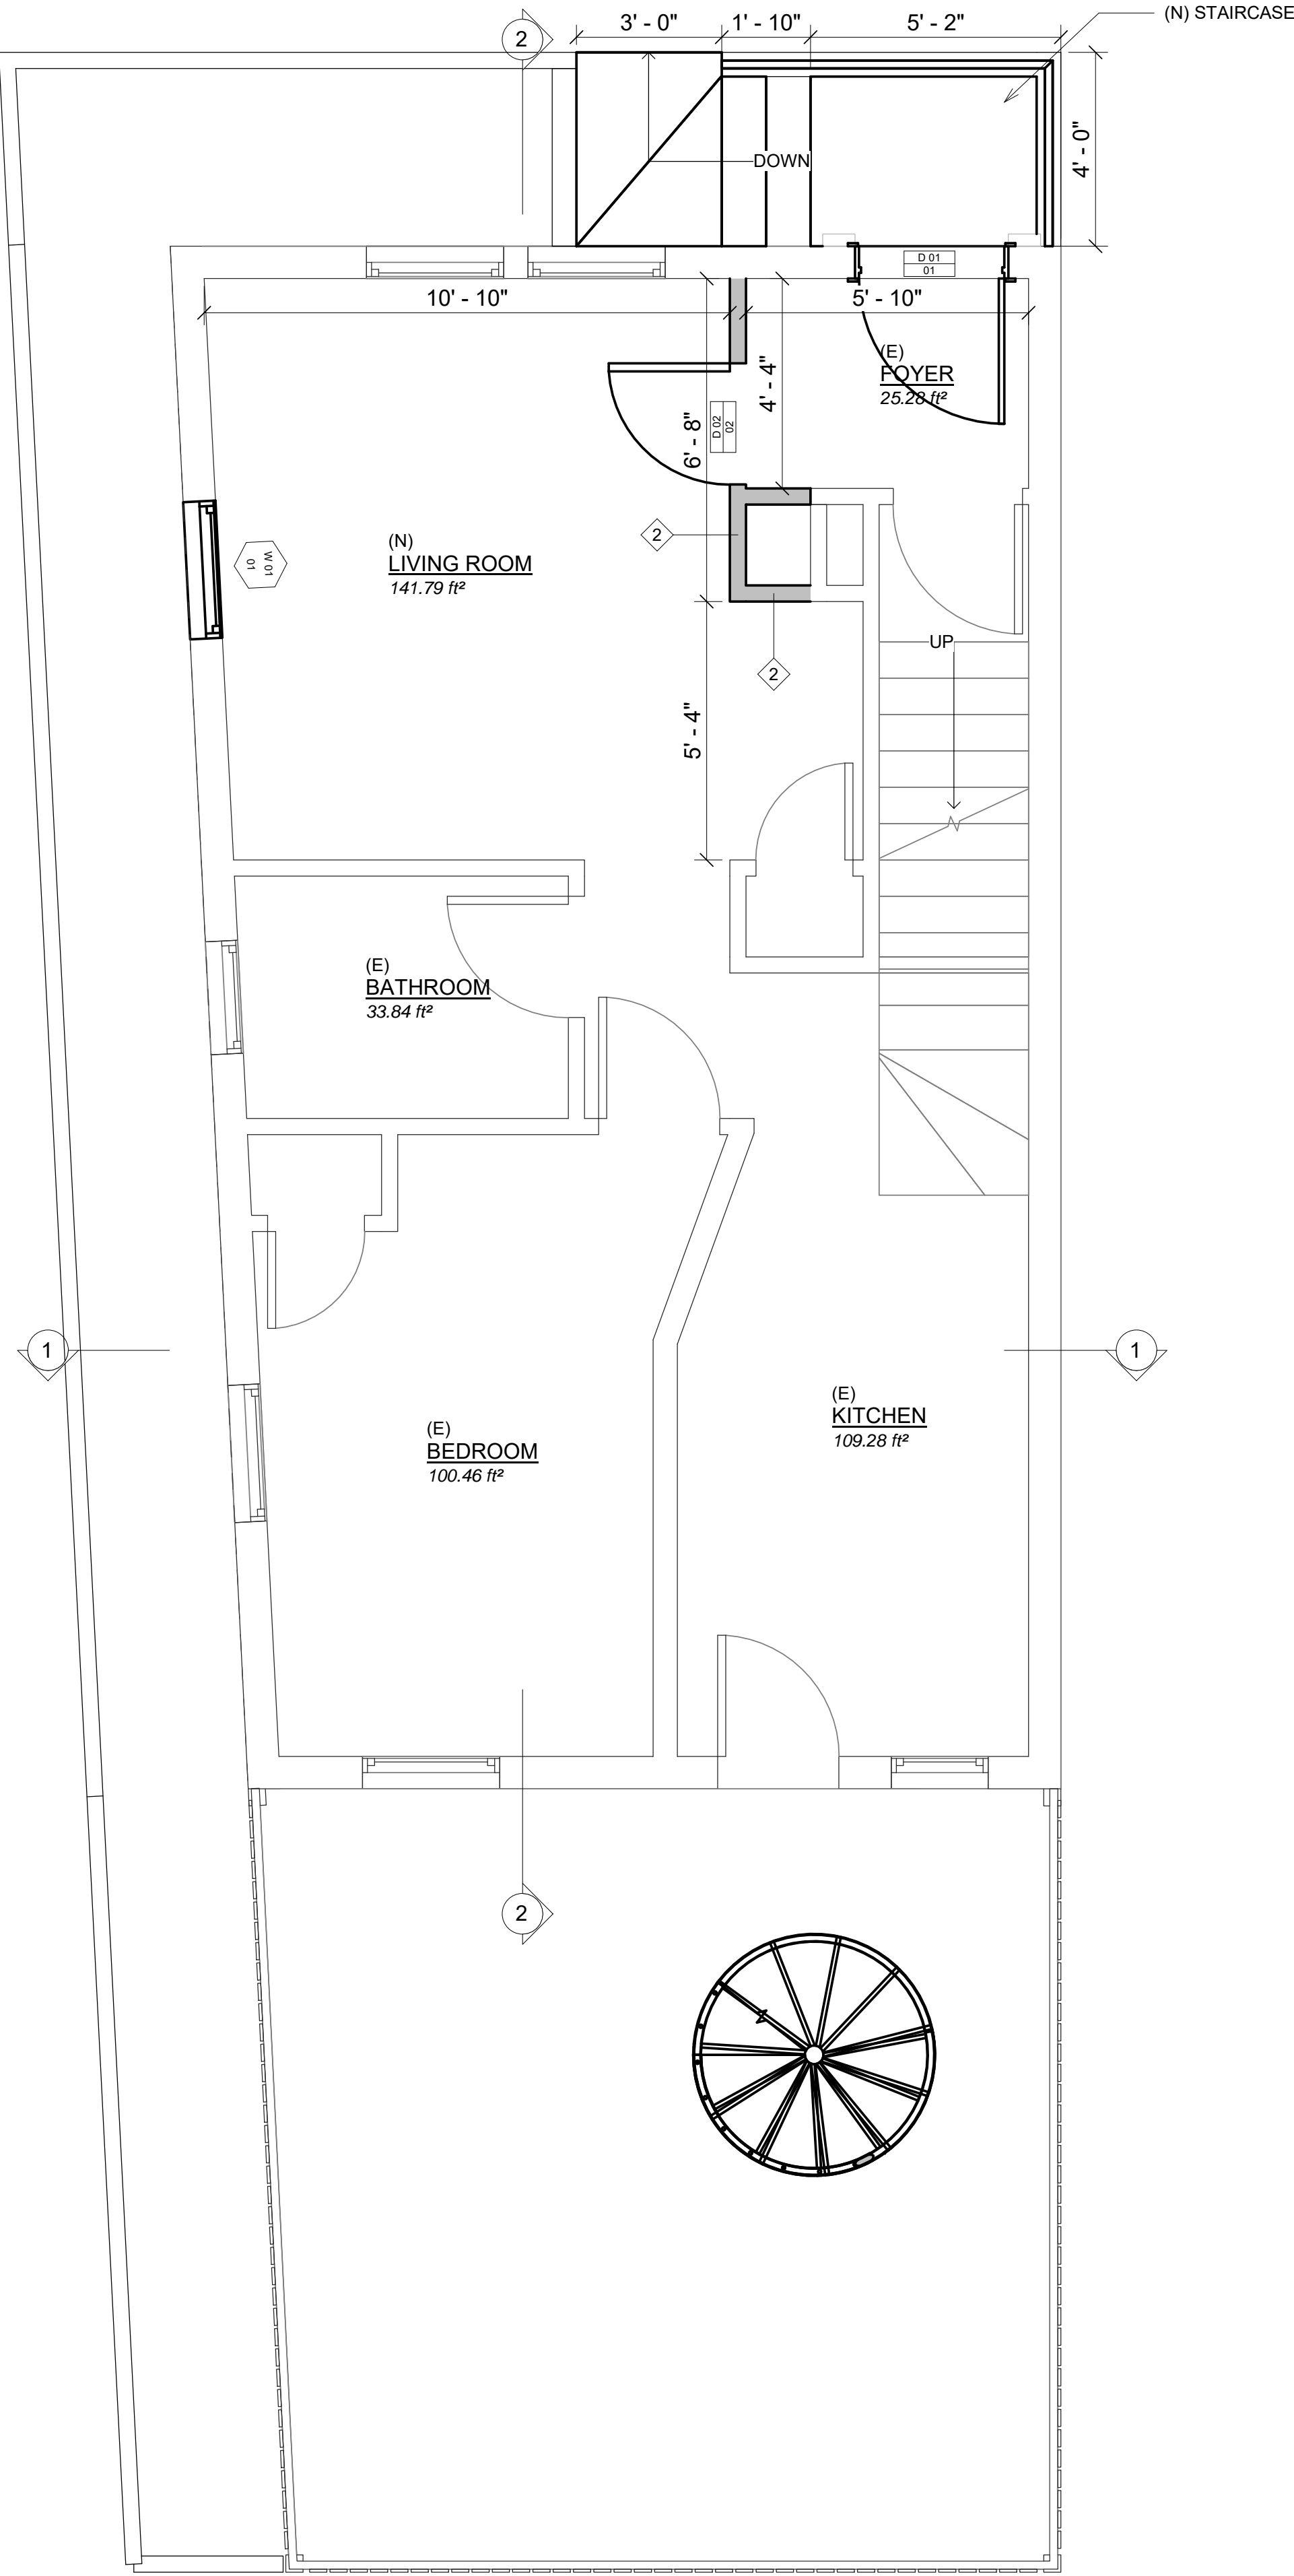 (N) STAIRCASE
2
3' - 0"
1' - 10"
5' - 2"
4' - 0"
DOWN
D 01
01
10' - 10"
5' - 10"
(E)
FOYER
25.28 ft²
4' - 4"
6' - 8"
D 02
02
2
(N)
LIVING ROOM
141.79 ft²
W 01
01
UP
2
5' - 4"
(E)
BATHROOM
33.84 ft²
1
1
(E)
KITCHEN
109.28 ft²
(E)
BEDROOM
100.46 ft²
2